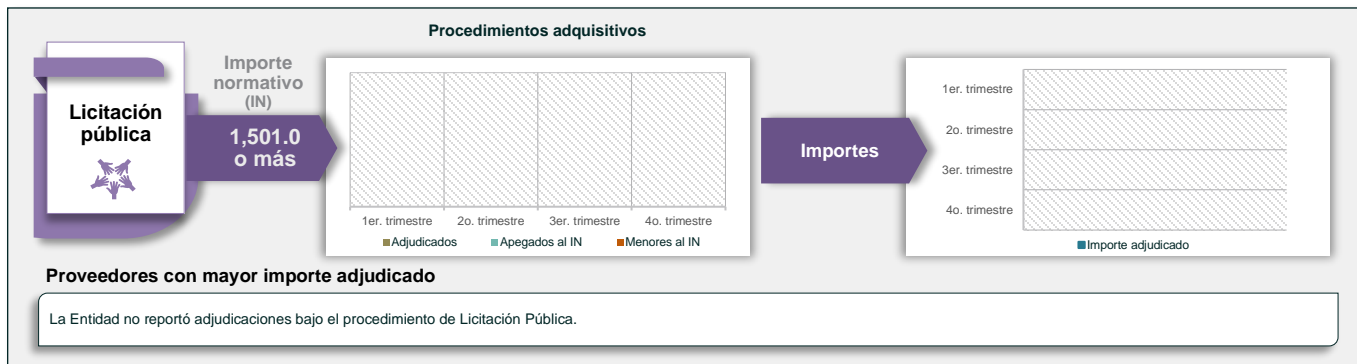 Procedimientos adquisitivos
Licitación
pública
Importe
normativo
(IN)
1,501.0
o más
1er. trimestre 2o. trimestre 3er. trimestre 4o. trimestre
Adjudicados Apegados al IN Menores al IN
Importes
1er. trimestre
2o. trimestre
3er. trimestre
4o. trimestre
Importe adjudicado
Proveedores con mayor importe adjudicado
La Entidad no reportó adjudicaciones bajo el procedimiento de Licitación Pública.